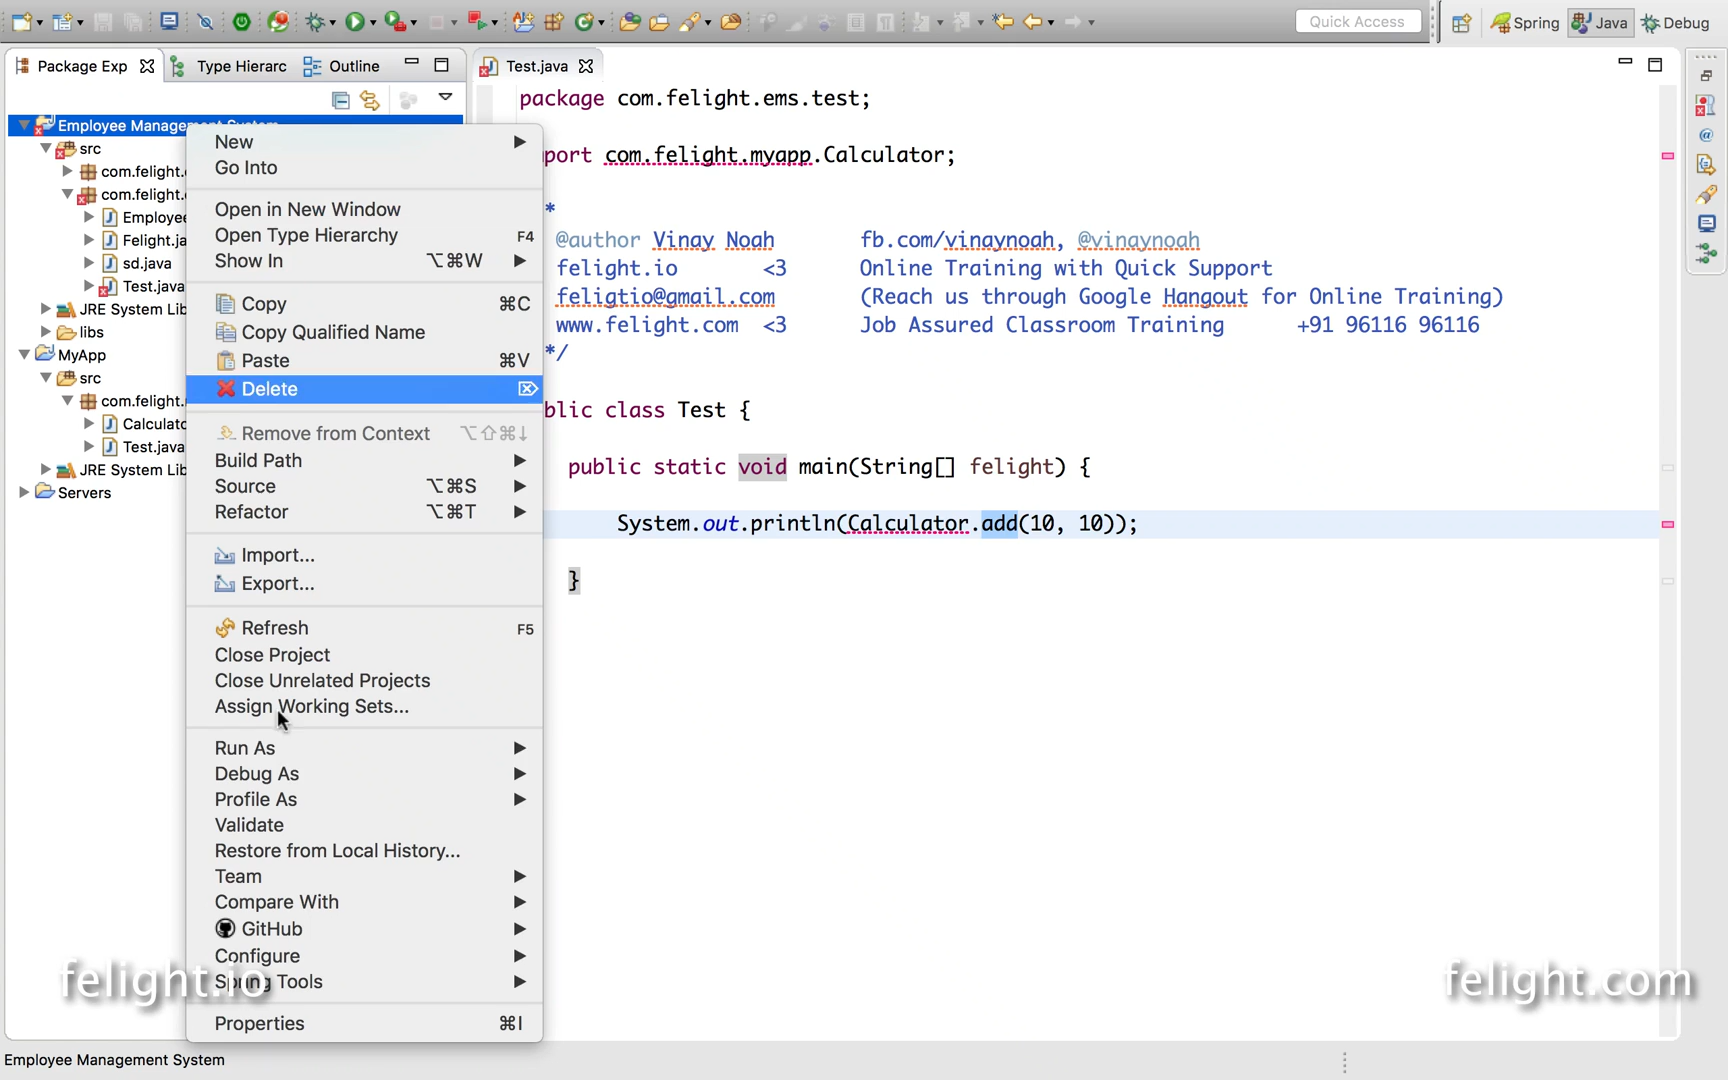 Quick Access
Spring
Java
Debug
Package Exp
Type Hierarc
Outline
Test.java
Employee Management System
src
com.felight.
com.felight.
Employee
Felight.ja
sd.java
Test.java
JRE System Lib
libs
MyApp
src
com.felight.
Calculato
Test.java
JRE System Lib
Servers
New
Go Into
Open in New Window
Open Type Hierarchy F4
Show In ⌥⌘W
Copy ⌘C
Copy Qualified Name
Paste ⌘V
Delete ⌦
Remove from Context ⌥⇧⌘↓
Build Path
Source ⌥⌘S
Refactor ⌥⌘T
Import...
Export...
Refresh F5
Close Project
Close Unrelated Projects
Assign Working Sets...
Run As
Debug As
Profile As
Validate
Restore from Local History...
Team
Compare With
GitHub
Configure
Spring Tools
Properties ⌘I
package com.felight.ems.test;
port com.felight.myapp.Calculator;
*
@author Vinay Noah fb.com/vinaynoah, @vinaynoah
felight.io <3 Online Training with Quick Support
feligtio@gmail.com (Reach us through Google Hangout for Online Training)
www.felight.com <3 Job Assured Classroom Training +91 96116 96116
*/
blic class Test {
public static void main(String[] felight) {
System.out.println(Calculator.add(10, 10));
}
felight.io
felight.com
Employee Management System